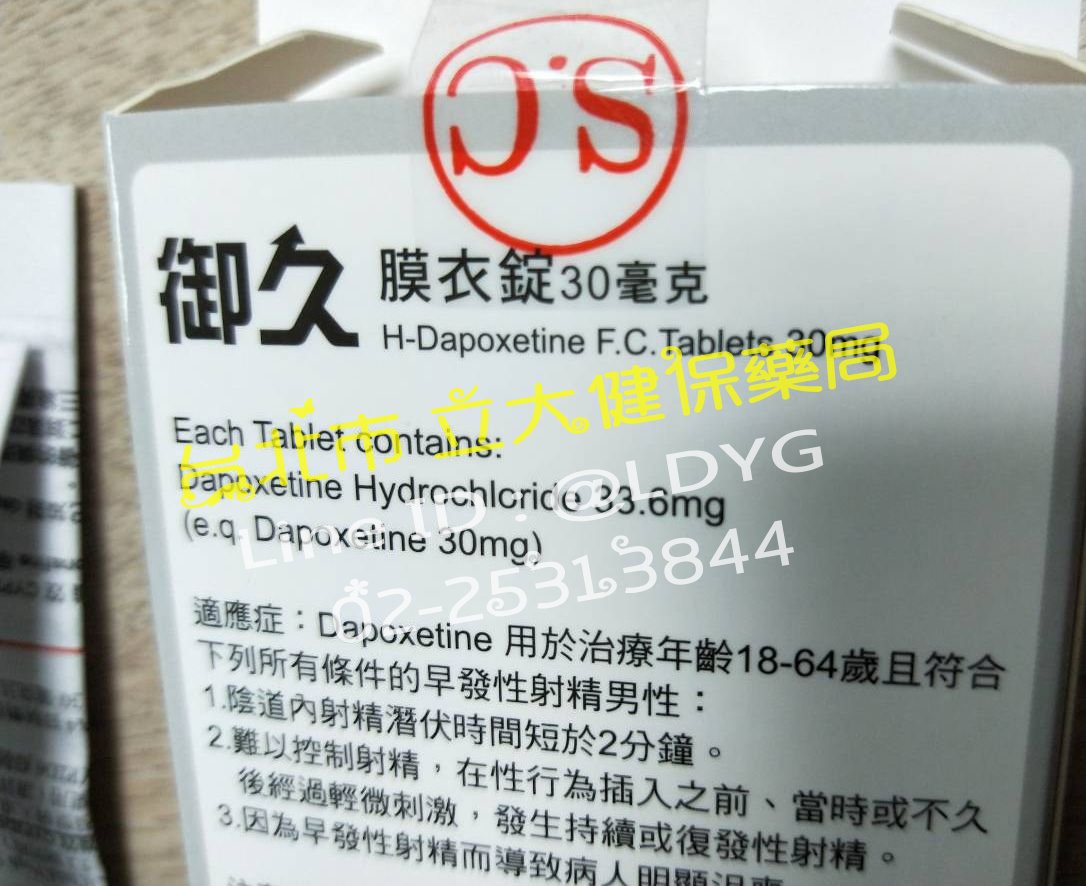 J'S
御久 膜衣錠30毫克
H-Dapoxetine F.C.Tablets 30mg
台北市立大健保藥局
Each Tablet contains:
Dapoxetine Hydrochloride 33.6mg
Line ID：@LDYG
(e.q. Dapoxetine 30mg)
02-25313844
適應症：Dapoxetine 用於治療年齡18-64歲且符合
下列所有條件的早發性射精男性：
1.陰道內射精潛伏時間短於2分鐘。
2.難以控制射精，在性行為插入之前、當時或不久
後經過輕微刺激，發生持續或復發性射精。
3.因為早發性射精而導致病人明顯沮喪